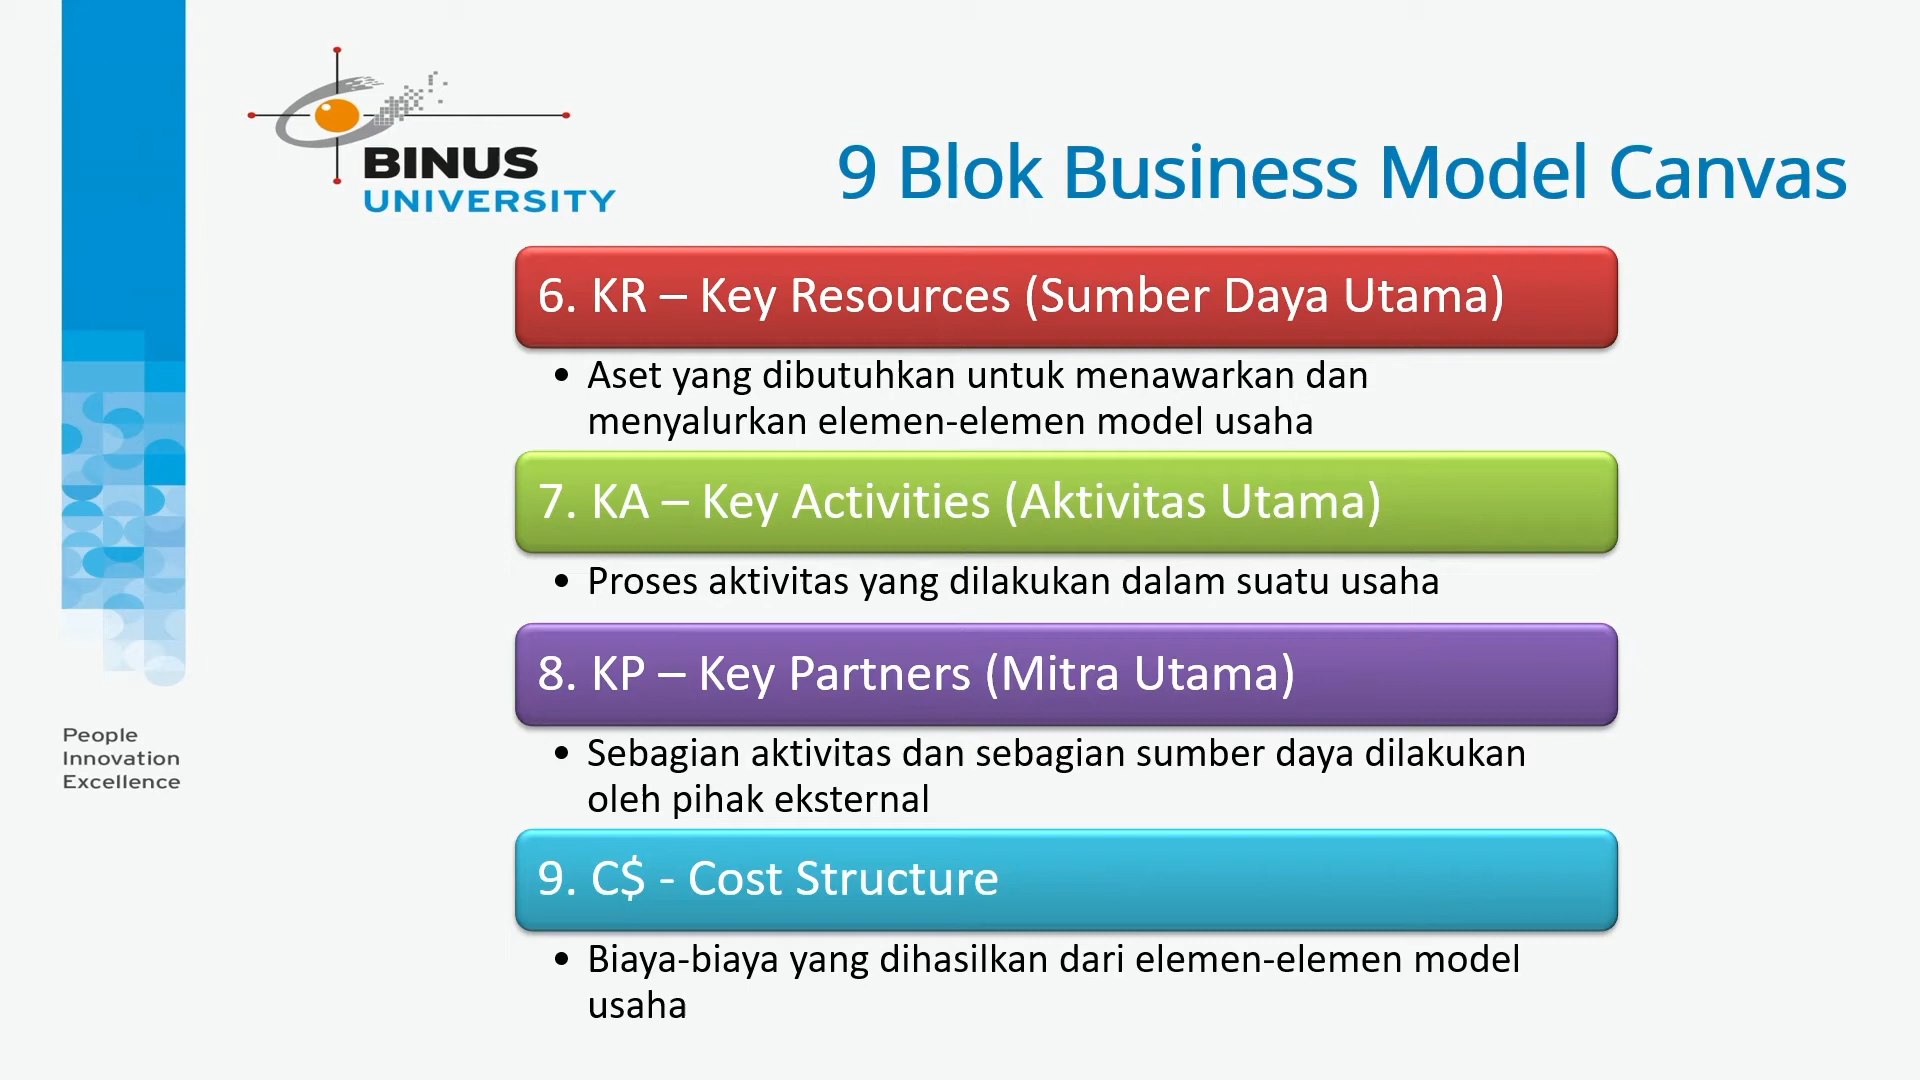 BINUS
UNIVERSITY
9 Blok Business Model Canvas
6. KR – Key Resources (Sumber Daya Utama)
• Aset yang dibutuhkan untuk menawarkan dan
menyalurkan elemen-elemen model usaha
7. KA – Key Activities (Aktivitas Utama)
• Proses aktivitas yang dilakukan dalam suatu usaha
8. KP – Key Partners (Mitra Utama)
• Sebagian aktivitas dan sebagian sumber daya dilakukan
oleh pihak eksternal
9. C$ - Cost Structure
• Biaya-biaya yang dihasilkan dari elemen-elemen model
usaha
People
Innovation
Excellence